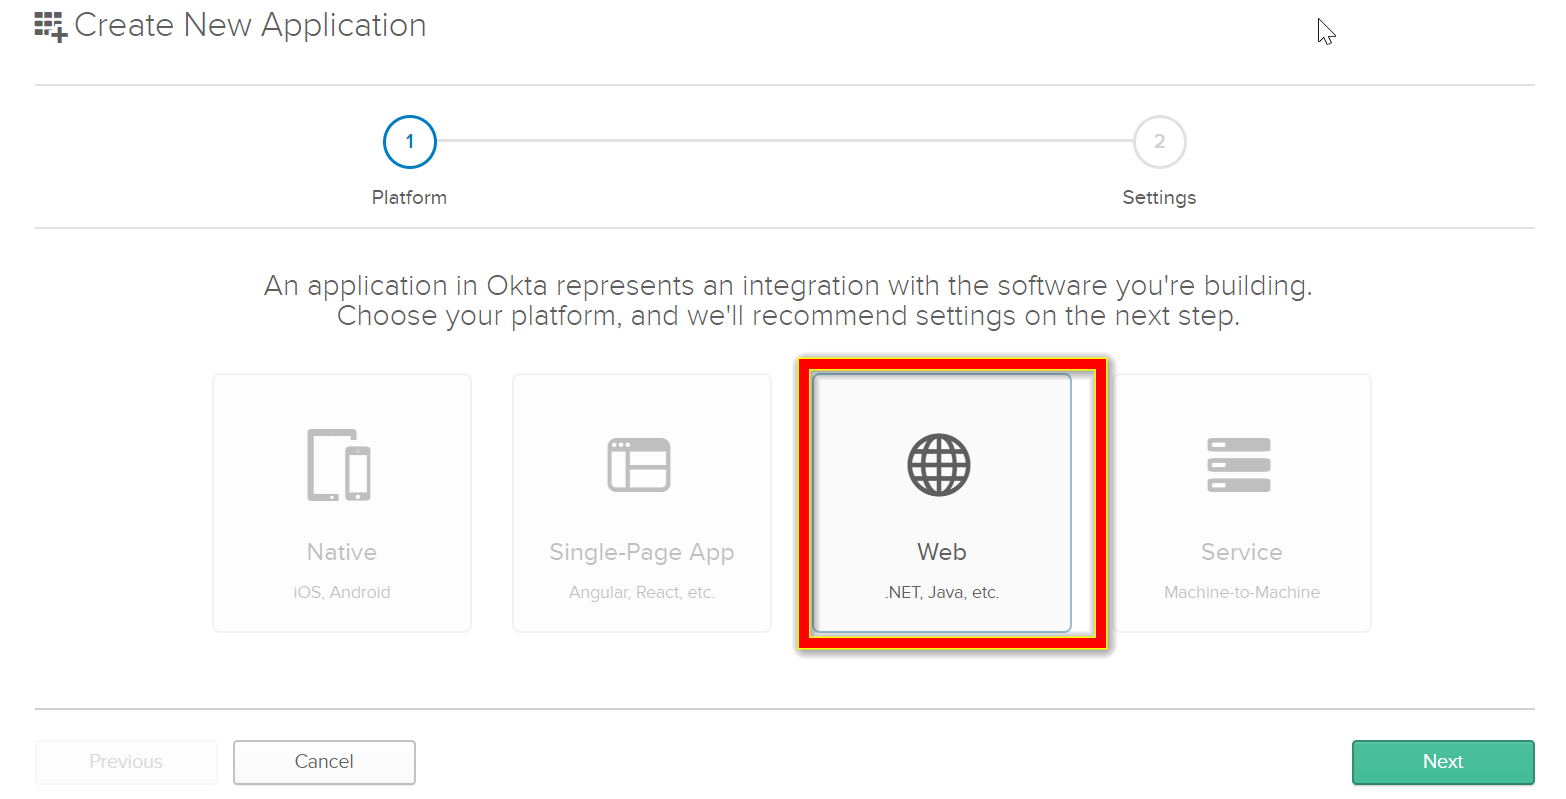 Create New Application
1
2
Platform
Settings
An application in Okta represents an integration with the software you're building.
Choose your platform, and we'll recommend settings on the next step.
Native
iOS, Android
Single-Page App
Angular, React, etc.
Web
.NET, Java, etc.
Service
Machine-to-Machine
Previous
Cancel
Next